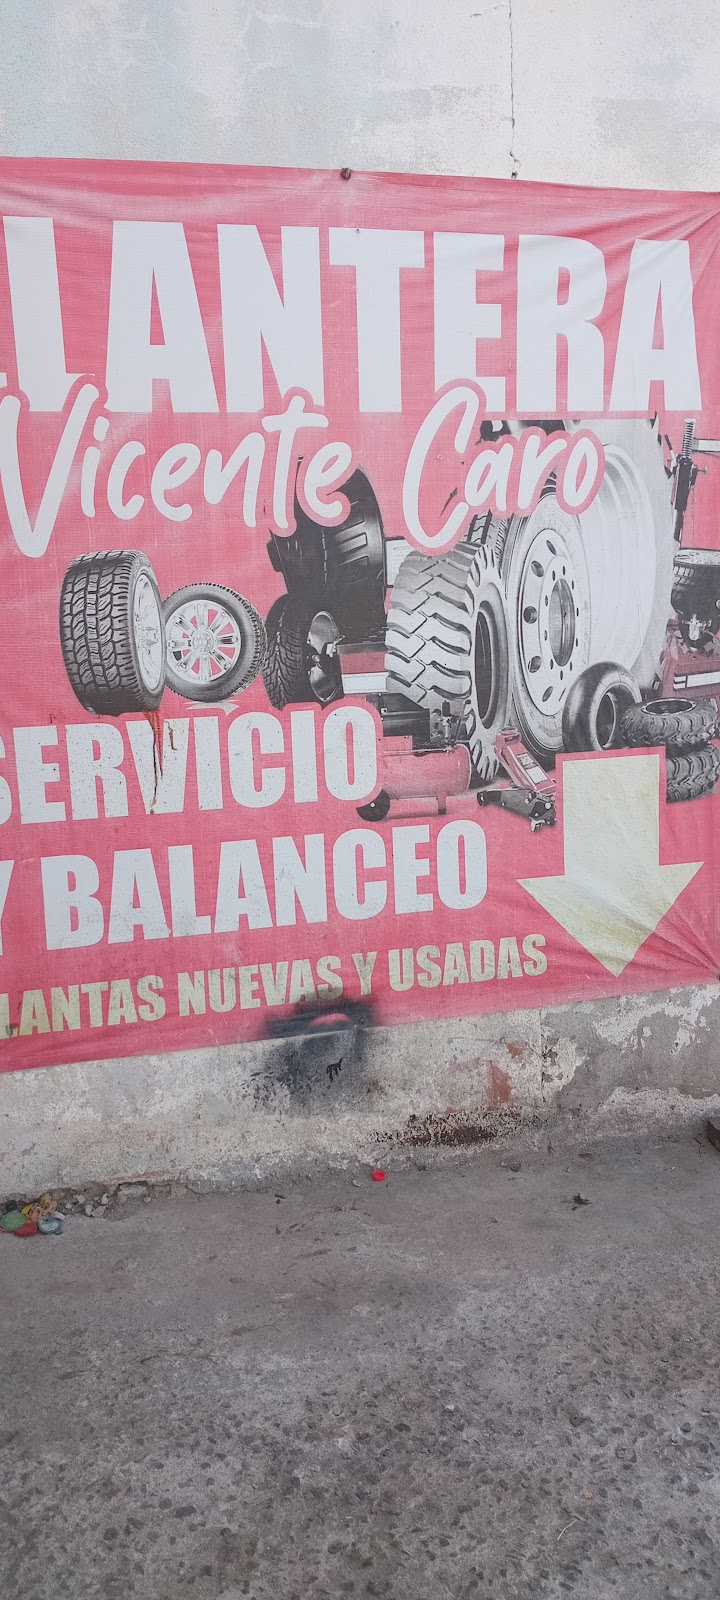 LLANTERA
Vicente Caro
SERVICIO
Y BALANCEO
LLANTAS NUEVAS Y USADAS